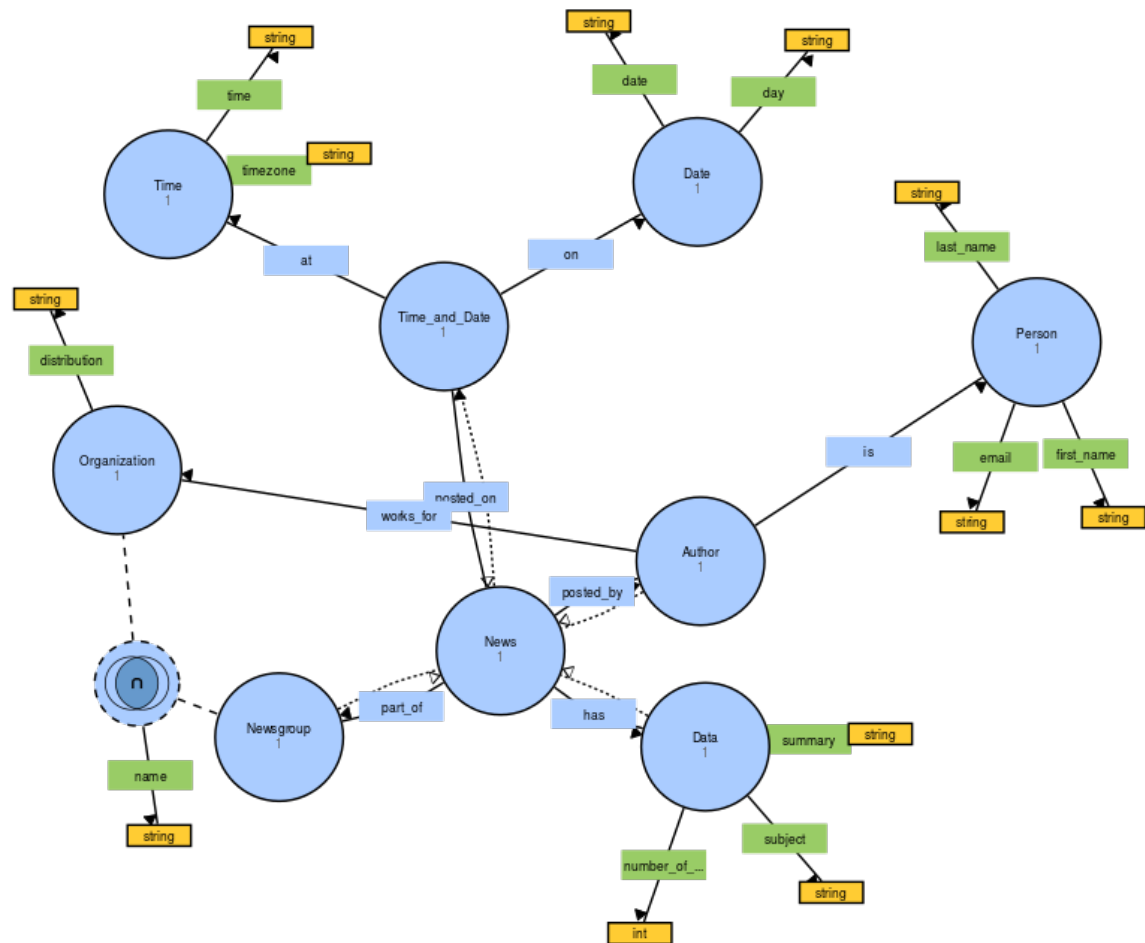 string
string
string
time
date
day
timezone
string
Time
1
Date
1
string
last_name
at
on
string
Time_and_Date
1
Person
1
distribution
Organization
1
is
email
first_name
posted_on
works_for
string
string
Author
1
posted_by
News
1
∩
part_of
has
Newsgroup
1
Data
1
summary
string
name
string
subject
number_of_...
string
int